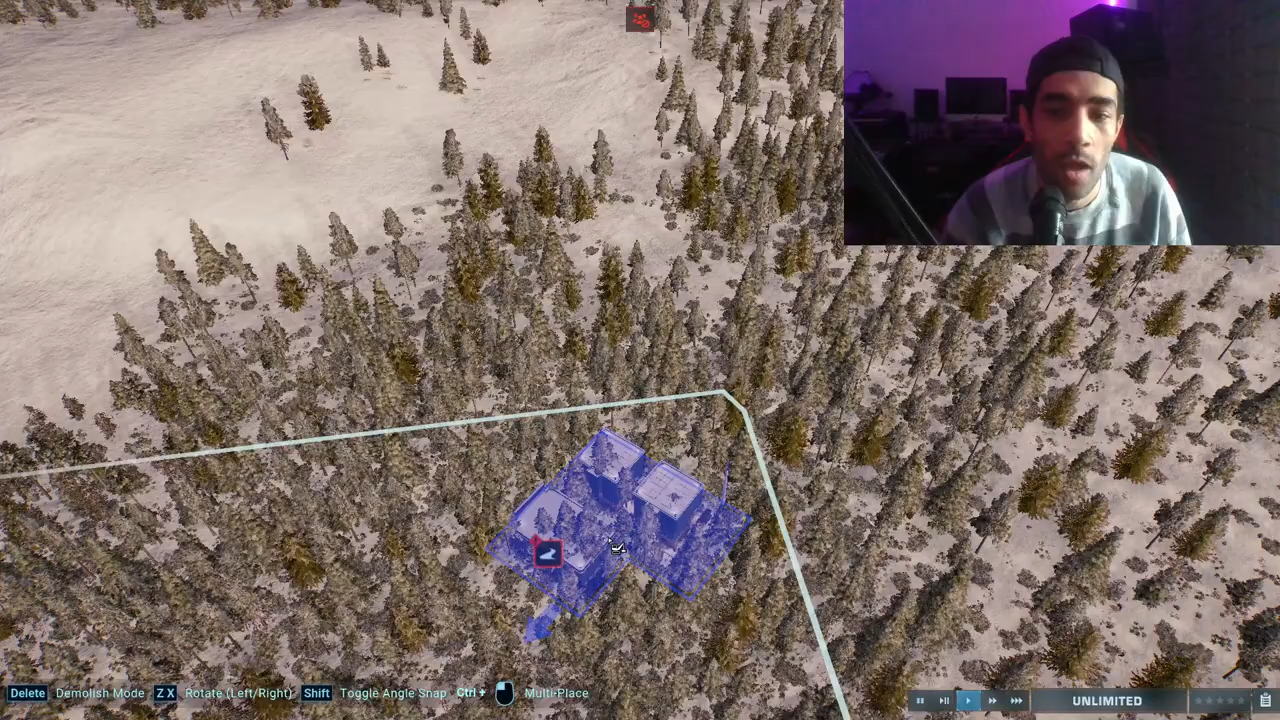 Delete Demolish Mode Z X Rotate (Left/Right) Shift Toggle Angle Snap Ctrl + Multi-Place
UNLIMITED